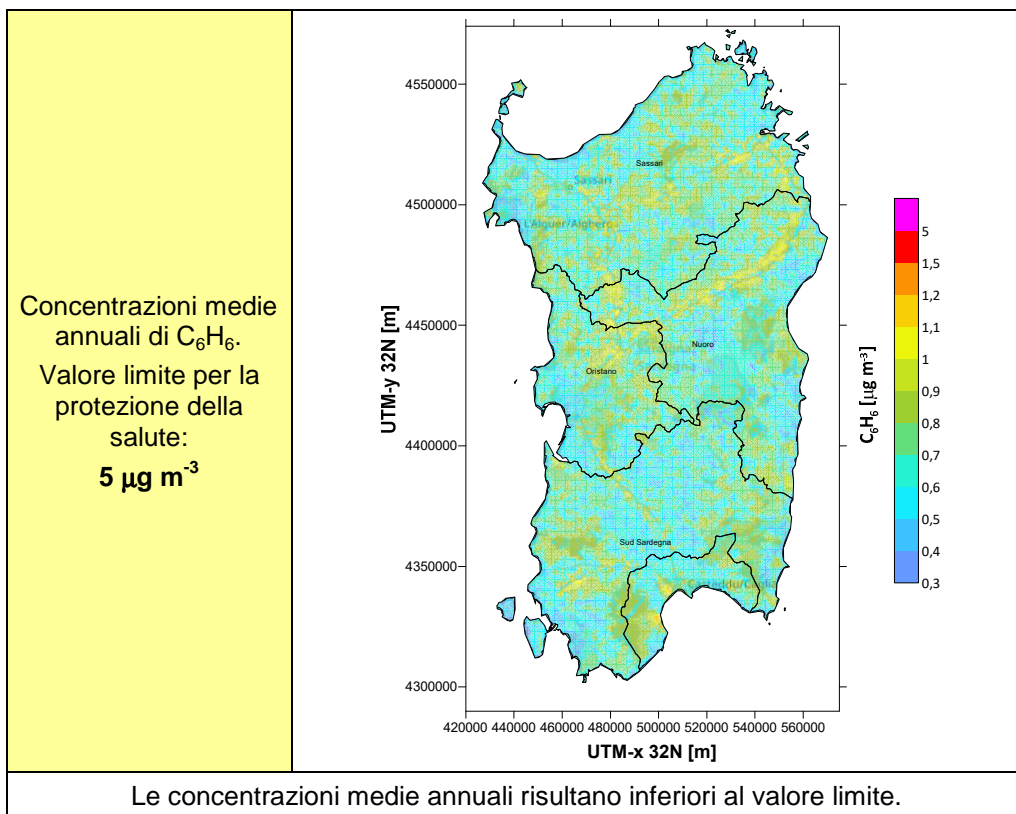 Concentrazioni medie
annuali di C₆H₆.
Valore limite per la
protezione della
salute:
5 µg m⁻³
4550000
4500000
4450000
4400000
4350000
4300000
UTM-y 32N [m]
420000 440000 460000 480000 500000 520000 540000 560000
UTM-x 32N [m]
Sassari
Sassari
L'Alguer/Alghero
Nuoro
Oristano
Sud Sardegna
Casteddu/Caglia
C₆H₆ [µg m⁻³]
5
1,5
1,2
1,1
1
0,9
0,8
0,7
0,6
0,5
0,4
0,3
Le concentrazioni medie annuali risultano inferiori al valore limite.